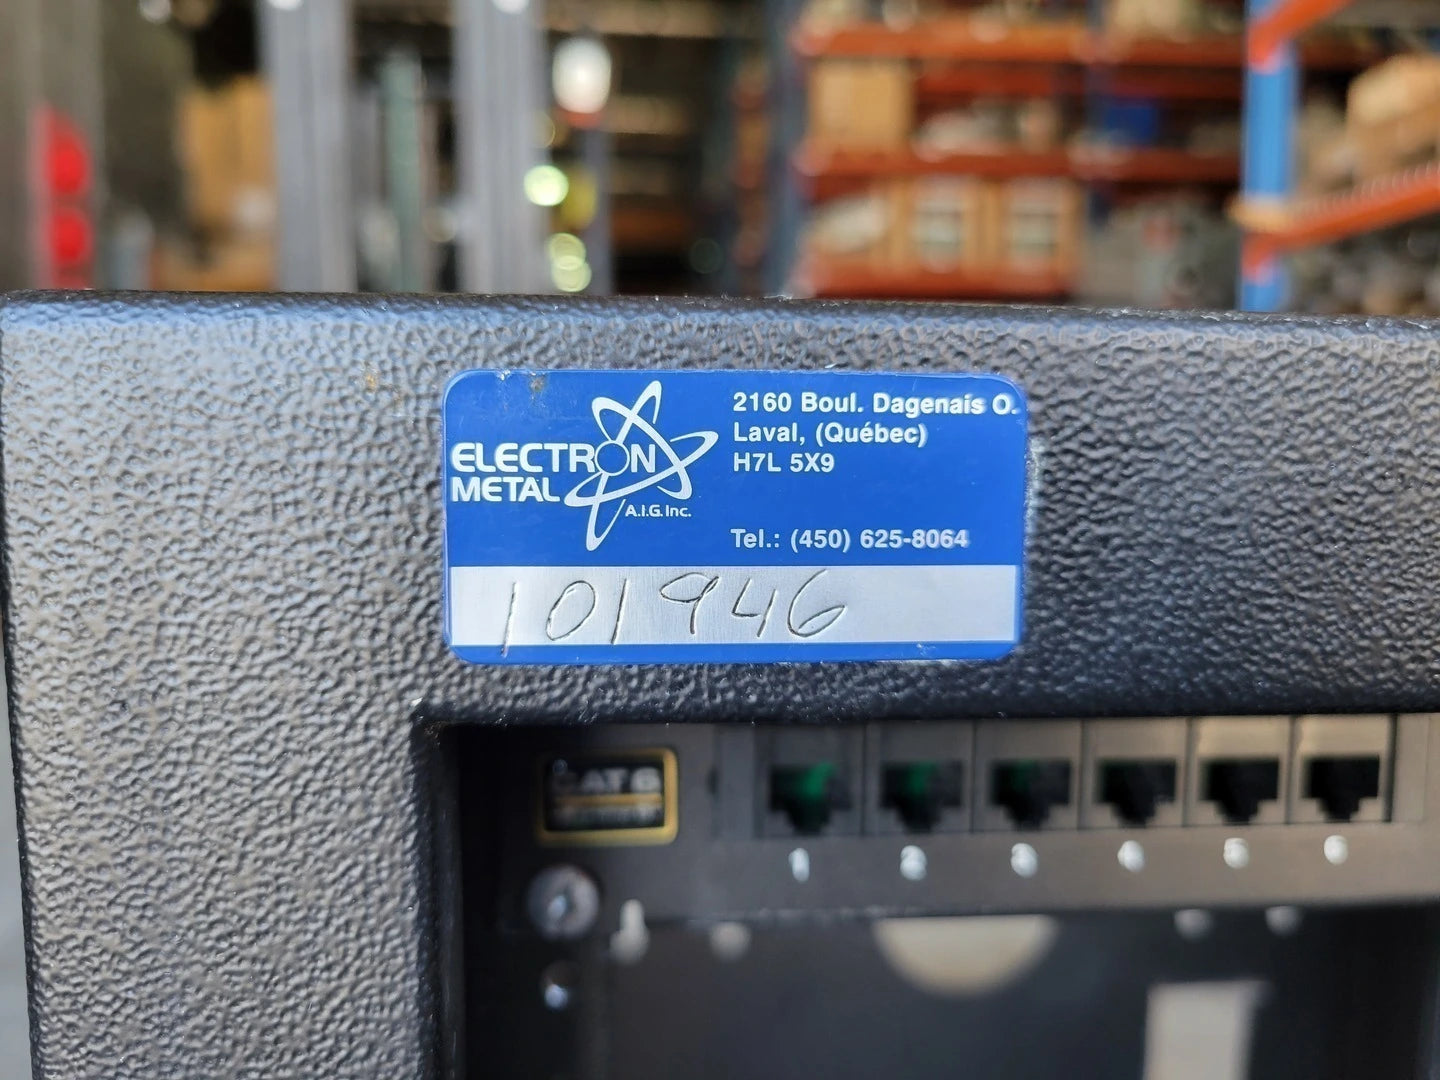 ELECTRON
METAL
A.I.G. Inc.
2160 Boul. Dagenais O.
Laval, (Québec)
H7L 5X9
Tel.: (450) 625-8064
101946
CAT 6
1 2 3 4 5 6